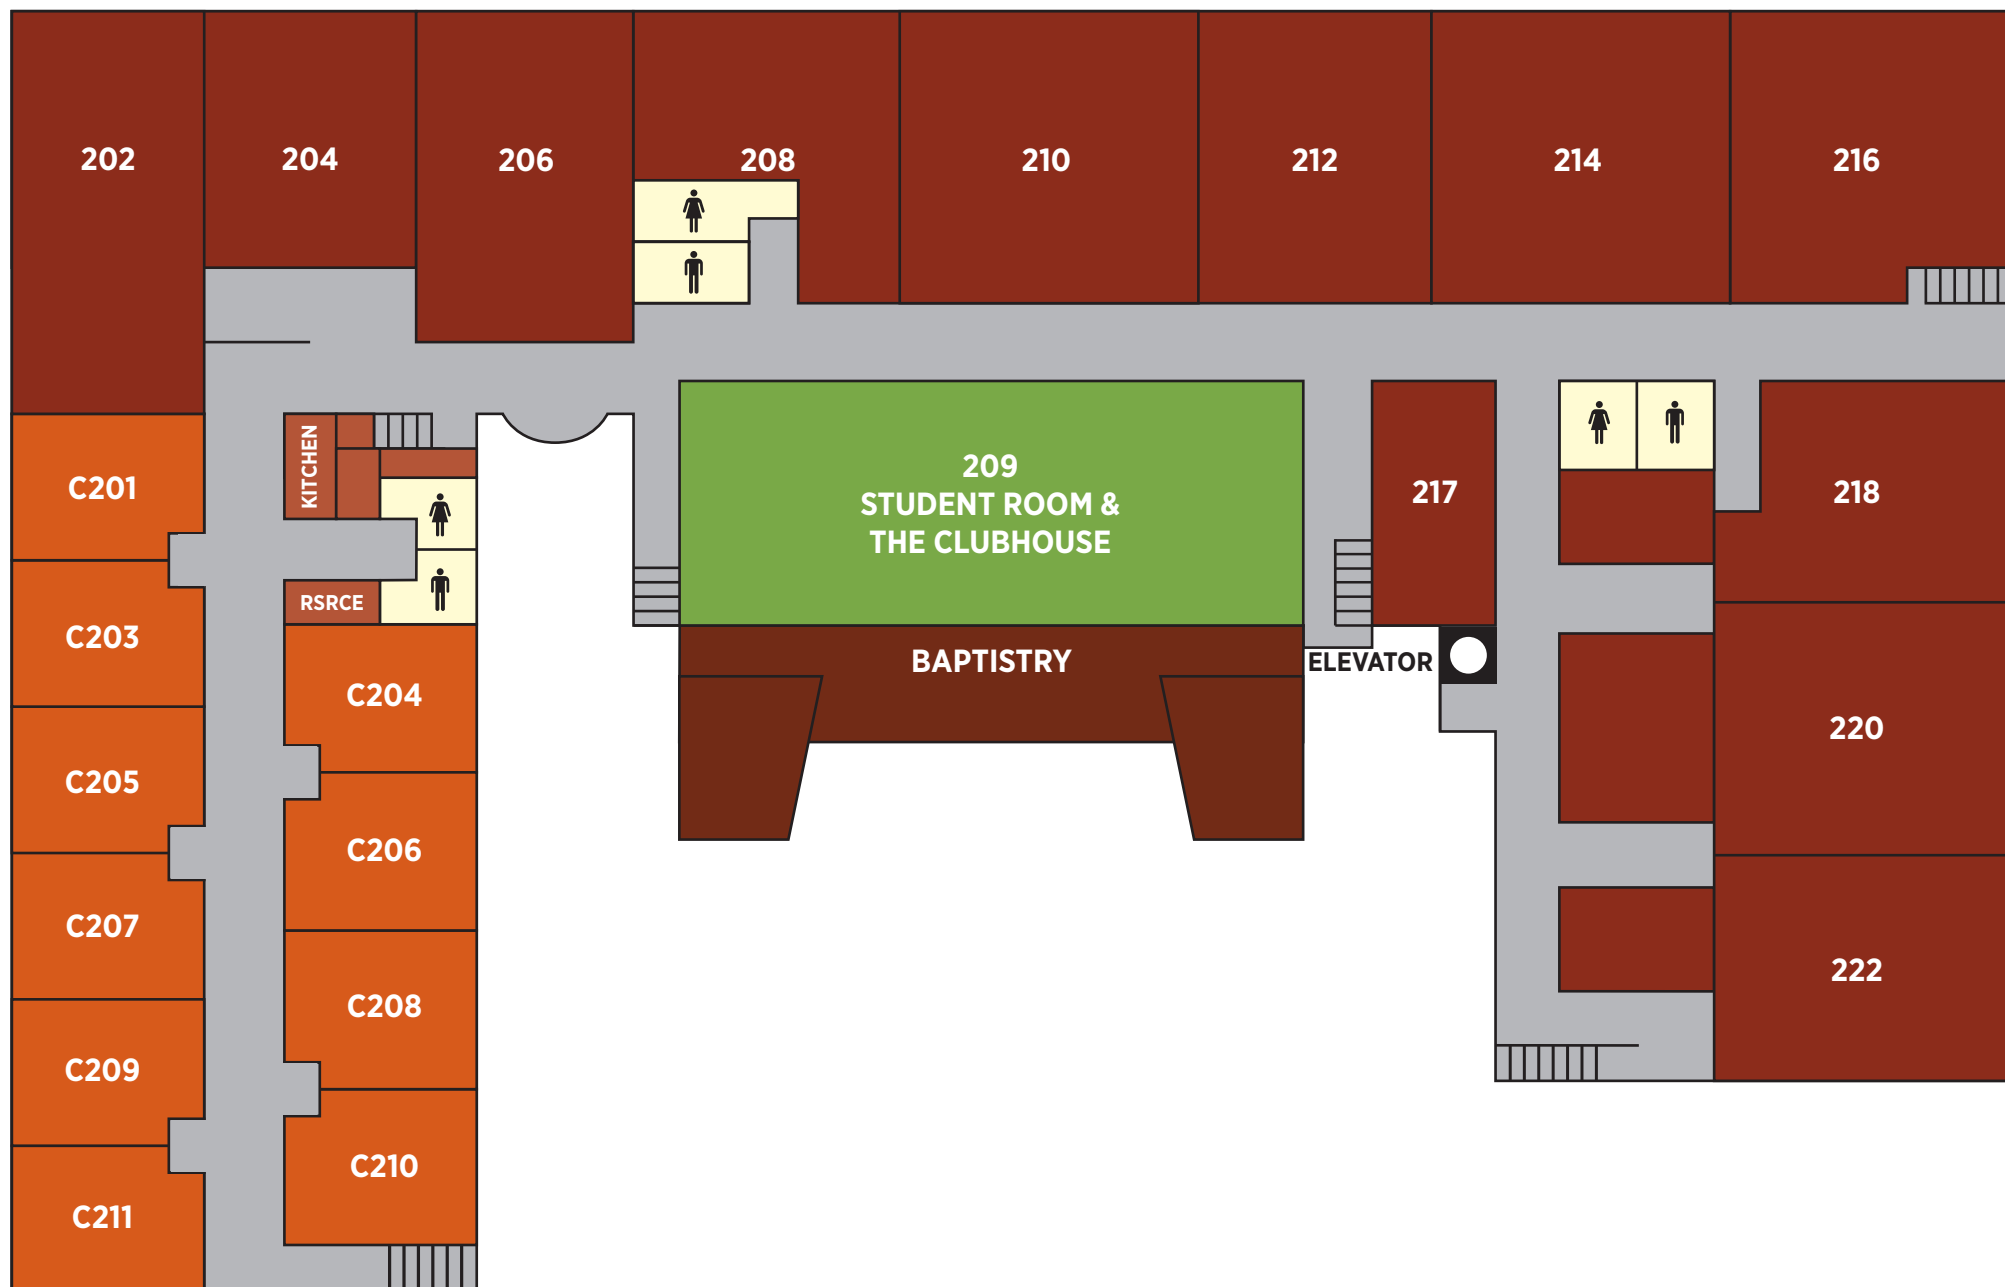 202
204
206
208
210
212
214
216
KITCHEN
C201
209
STUDENT ROOM &
THE CLUBHOUSE
217
218
RSRCE
C203
BAPTISTRY
ELEVATOR
C204
220
C205
C206
C207
222
C208
C209
C210
C211